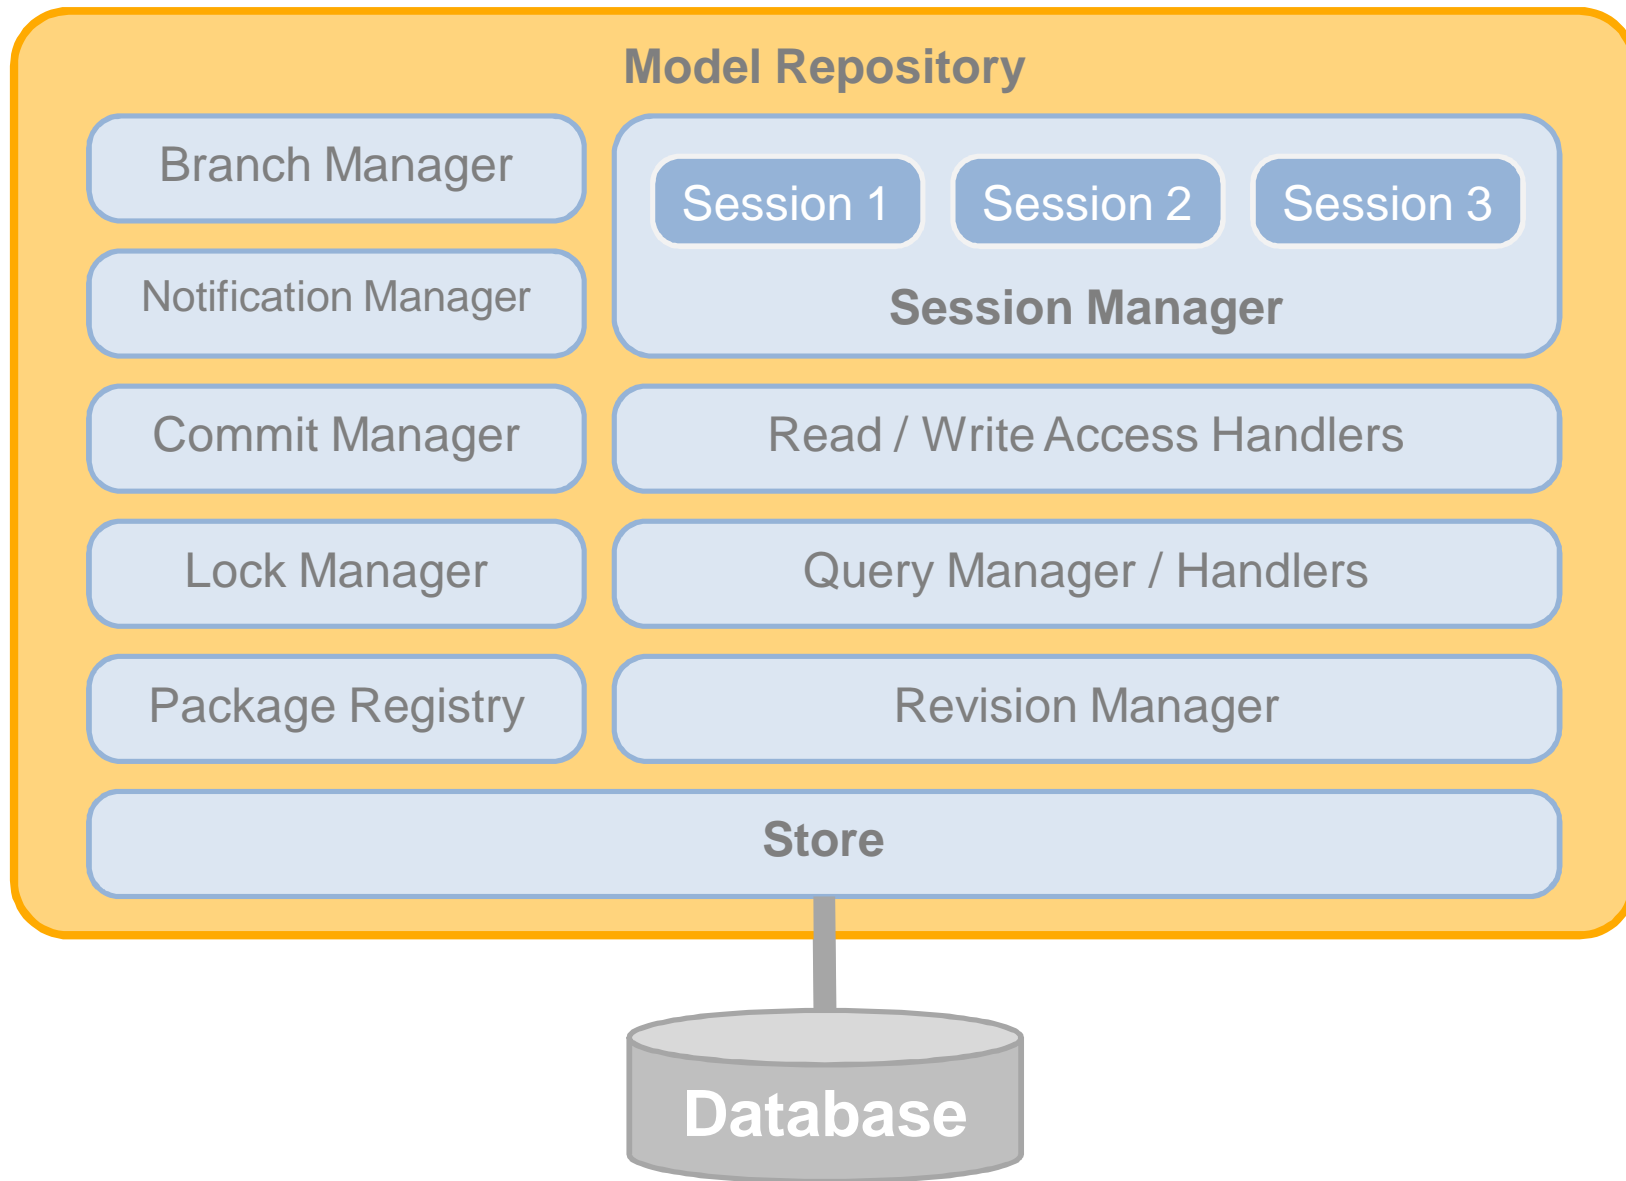 Model Repository
Branch Manager
Session 1
Session 2
Session 3
Notification Manager
Session Manager
Commit Manager
Read / Write Access Handlers
Lock Manager
Query Manager / Handlers
Package Registry
Revision Manager
Store
Database